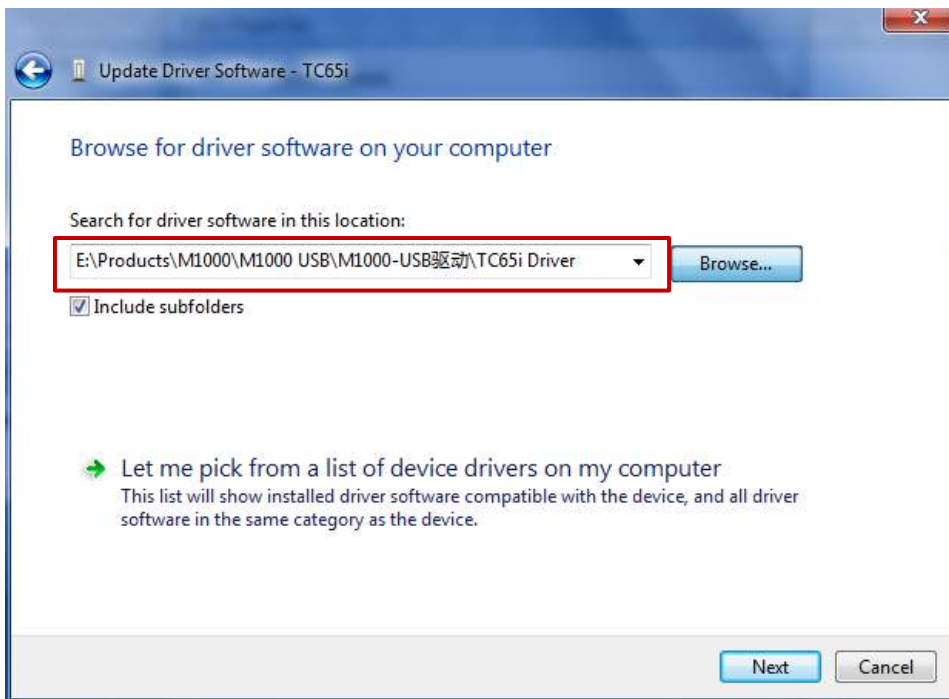 Update Driver Software - TC65i
Browse for driver software on your computer
Search for driver software in this location:
E:\Products\M1000\M1000 USB\M1000-USB驱动\TC65i Driver
Browse...
Include subfolders
Let me pick from a list of device drivers on my computer
This list will show installed driver software compatible with the device, and all driver
software in the same category as the device.
Next
Cancel